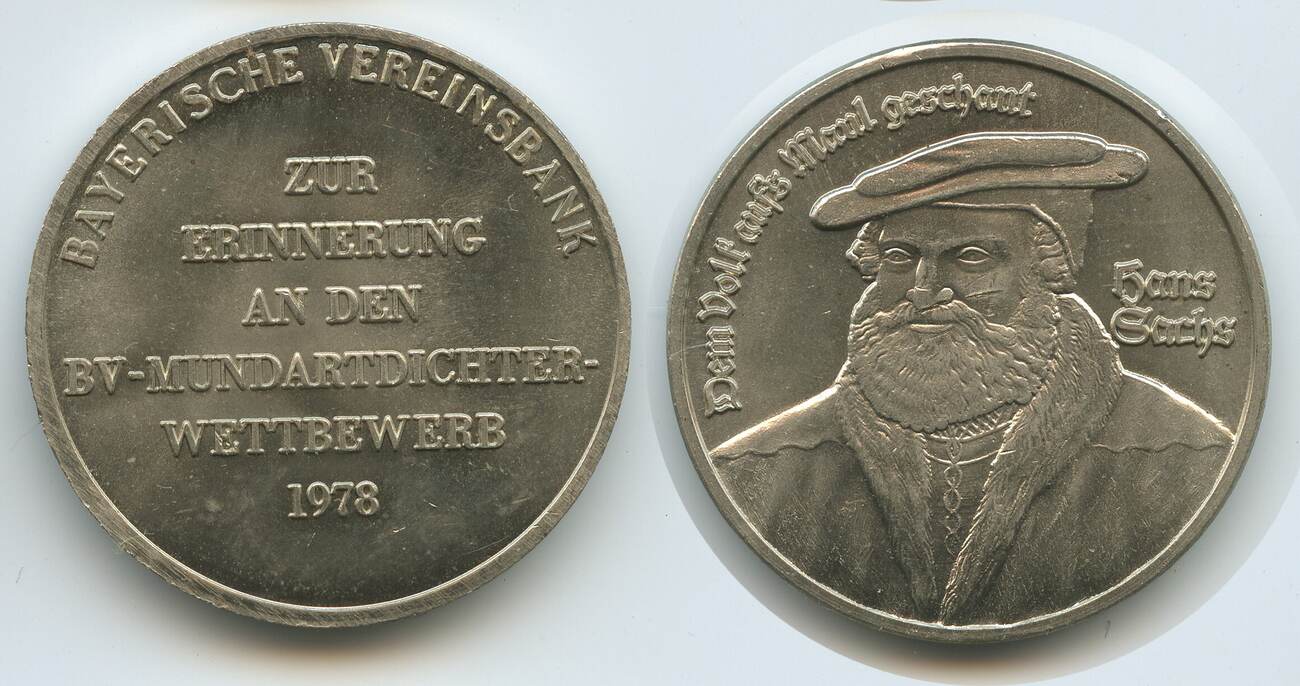 BAYERISCHE VEREINSBANK
ZUR
ERINNERUNG
AN DEN
BV-MUNDARTDICHTER-
WETTBEWERB
1978
Dem Volk aufs Maul geschaut
Hans
Sachs